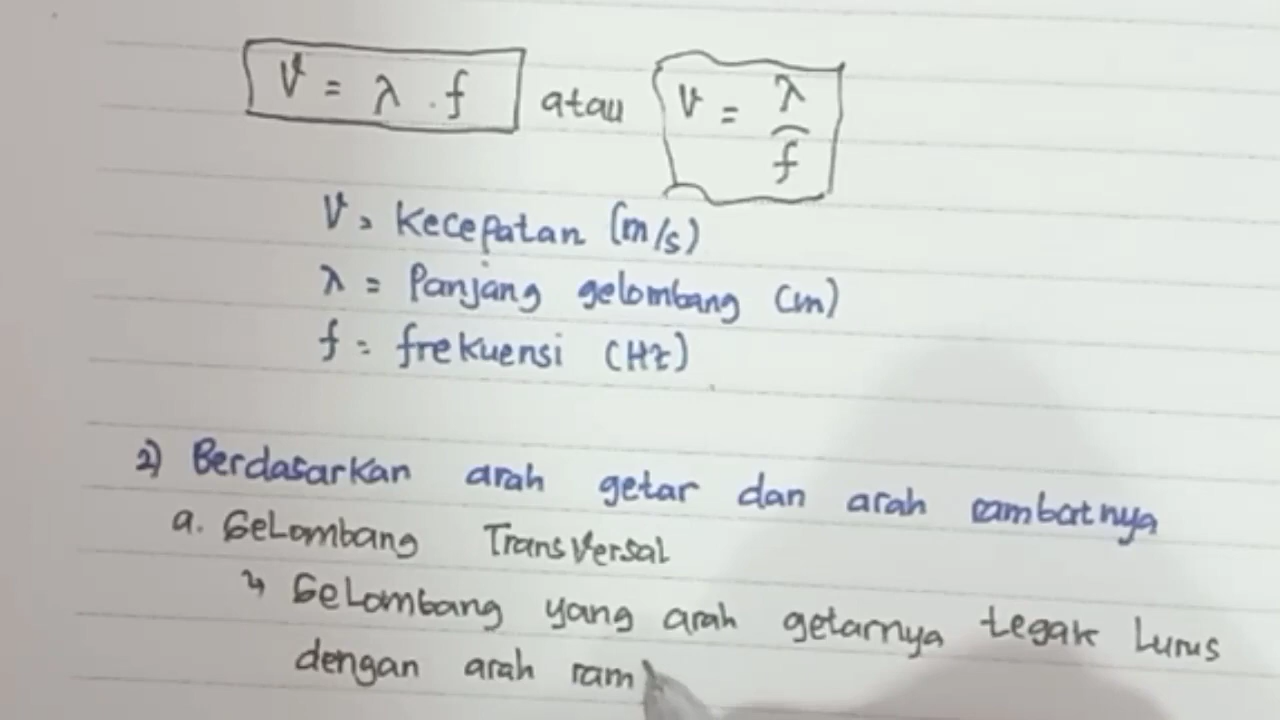 V = λ . f atau V = λ/f
V = Kecepatan (m/s)
λ = Panjang gelombang (m)
f = frekuensi (Hz)
2) Berdasarkan arah getar dan arah rambatnya
a. Gelombang Transversal
↳ Gelombang yang arah getarnya tegak lurus
dengan arah ram